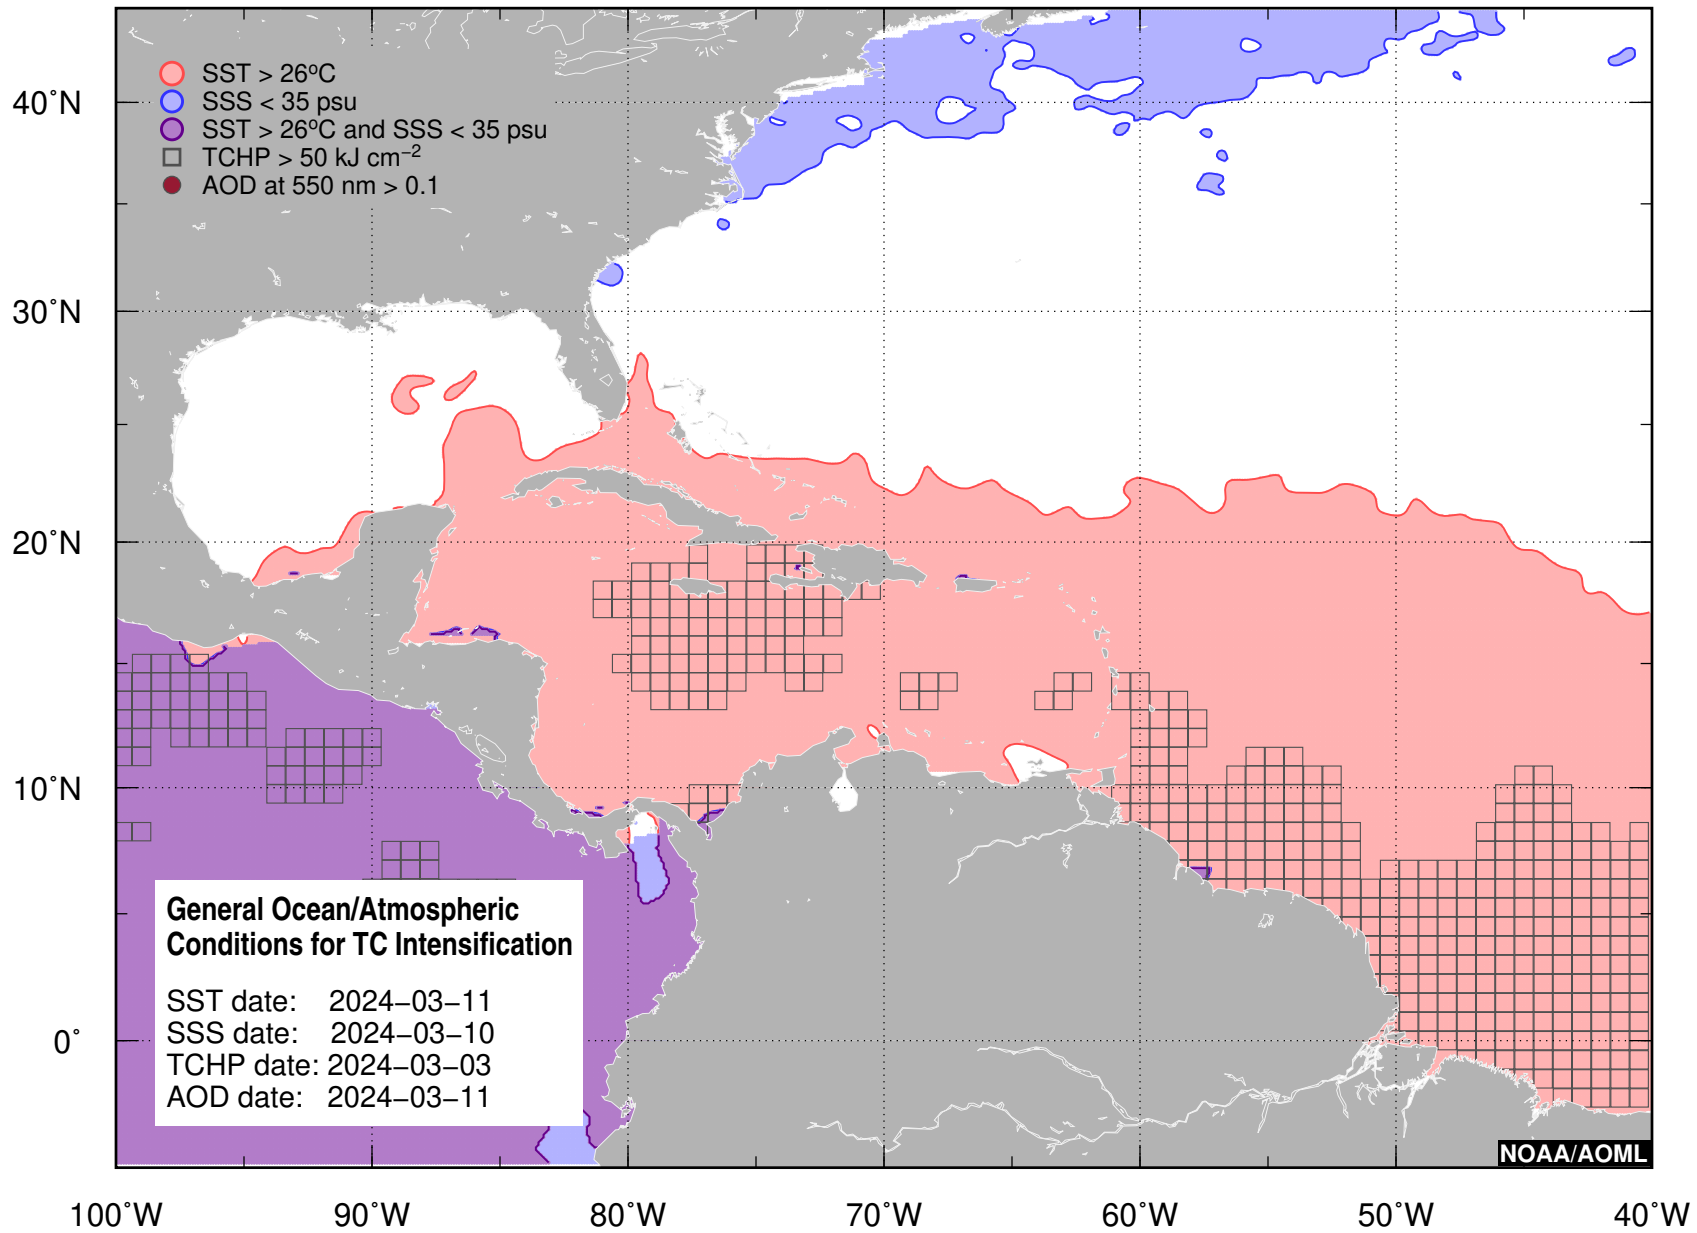 SST > 26ºC
SSS < 35 psu
SST > 26ºC and SSS < 35 psu
TCHP > 50 kJ cm⁻²
AOD at 550 nm > 0.1
40˚N
30˚N
20˚N
10˚N
0˚
General Ocean/Atmospheric
Conditions for TC Intensification
SST date: 2024−03−11
SSS date: 2024−03−10
TCHP date: 2024−03−03
AOD date: 2024−03−11
NOAA/AOML
100˚W 90˚W 80˚W 70˚W 60˚W 50˚W 40˚W